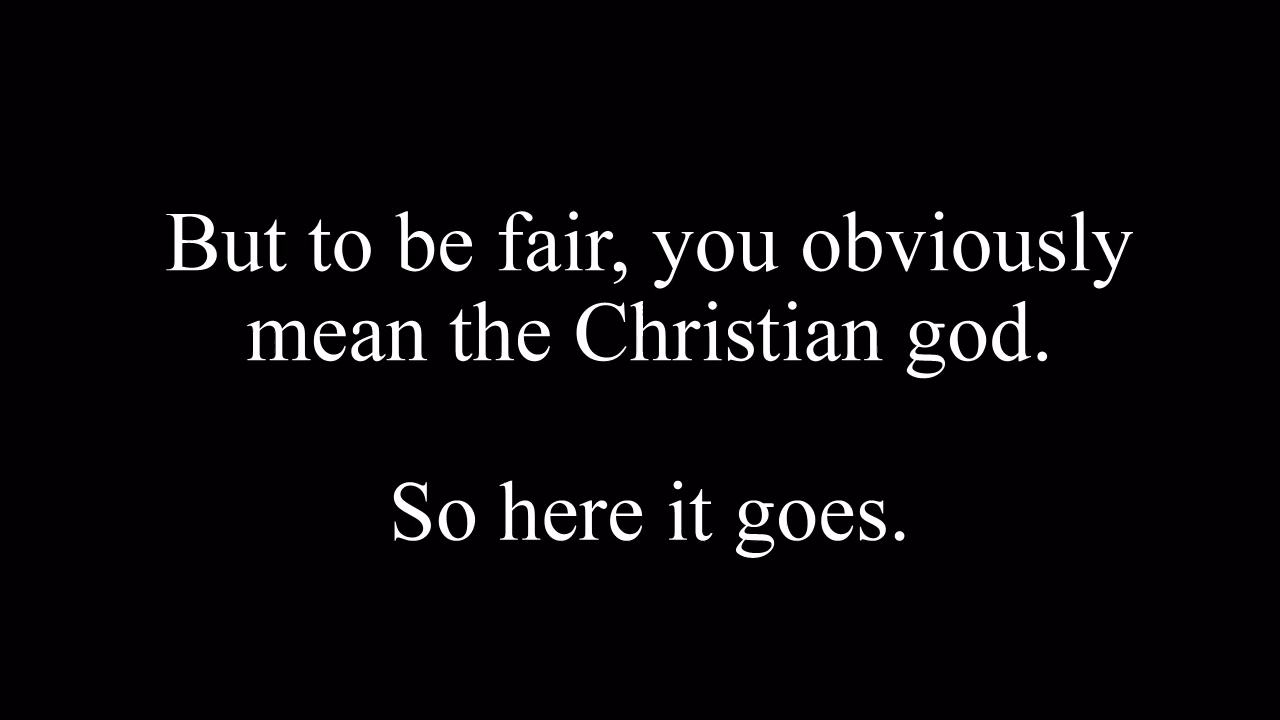 But to be fair, you obviously
mean the Christian god.
So here it goes.